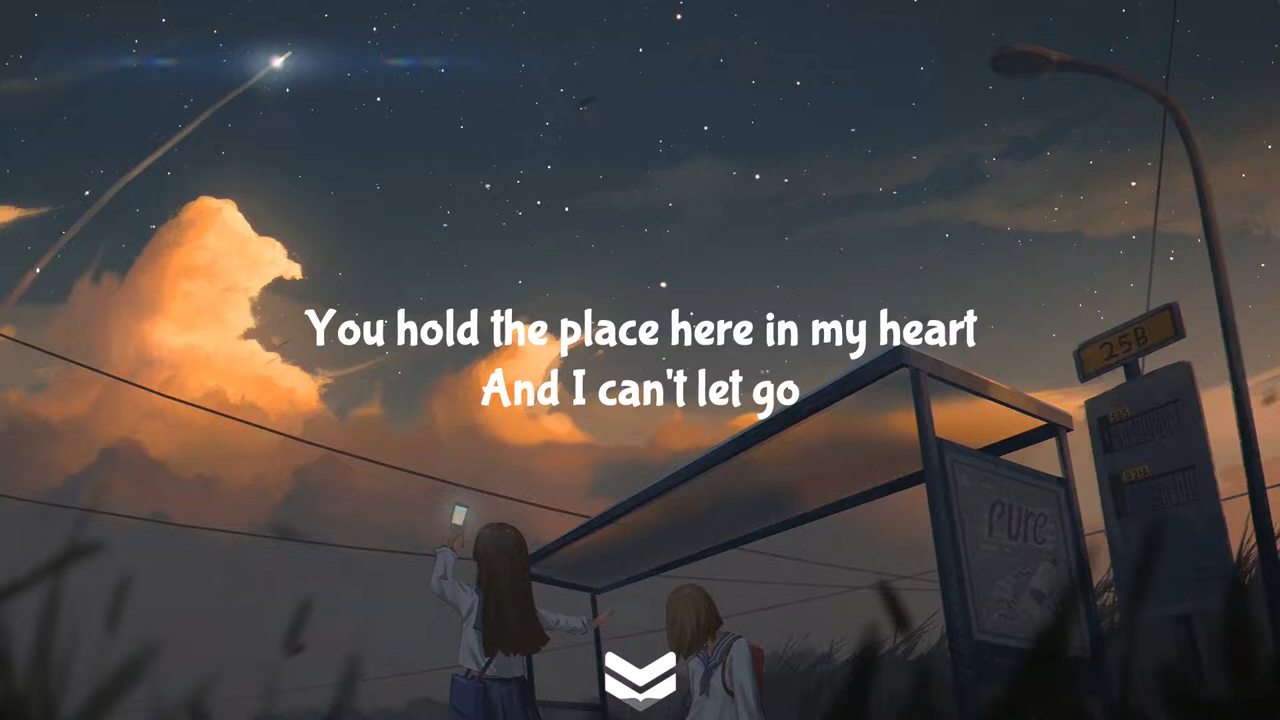 You hold the place here in my heart
And I can't let go
25B
pure